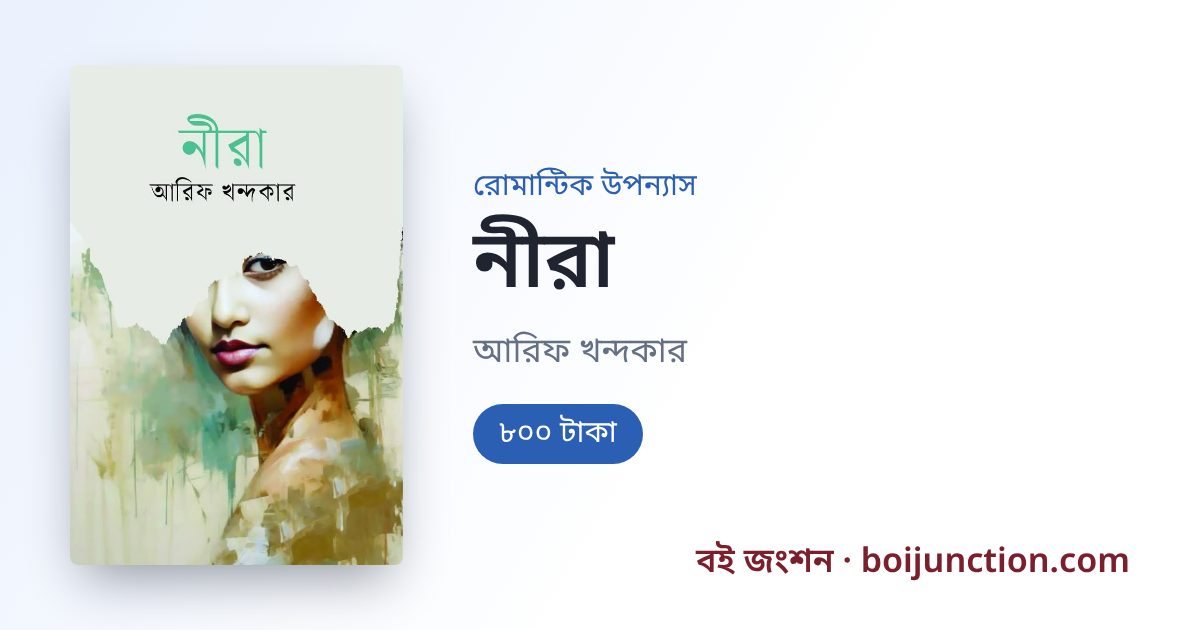 নীরা
আরিফ খন্দকার
রোমান্টিক উপন্যাস
নীরা
আরিফ খন্দকার
৮০০ টাকা
বই জংশন · boijunction.com